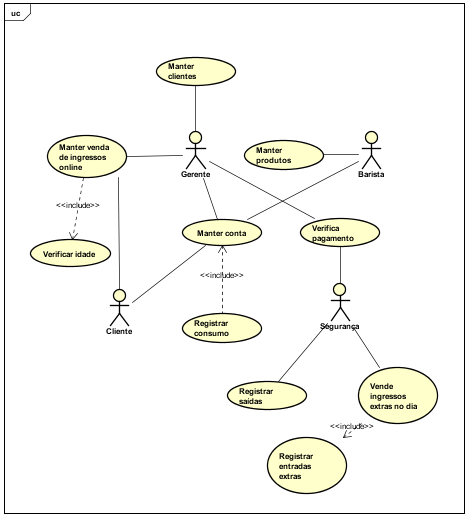 uc
Manter
clientes
Manter venda
de ingressos
online
Gerente
Manter
produtos
Barista
<<include>>
Manter conta
Verifica
pagamento
Verificar idade
<<include>>
Cliente
Registrar
consumo
Segurança
Registrar
saídas
Vende
ingressos
extras no dia
<<include>>
Registrar
entradas
extras